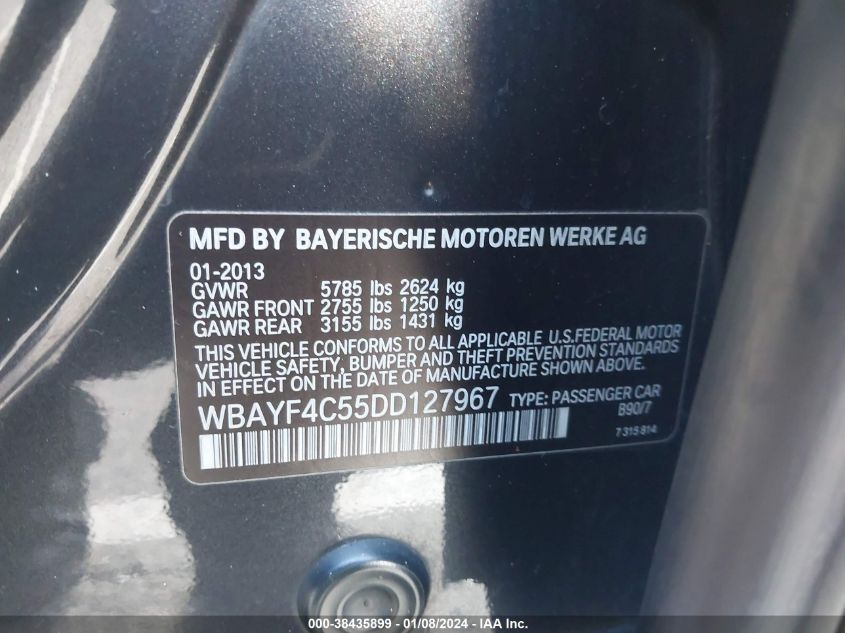 MFD BY BAYERISCHE MOTOREN WERKE AG
01-2013
GVWR 5785 lbs 2624 kg
GAWR FRONT 2755 lbs 1250 kg
GAWR REAR 3155 lbs 1431 kg
THIS VEHICLE CONFORMS TO ALL APPLICABLE U.S.FEDERAL MOTOR
VEHICLE SAFETY, BUMPER AND THEFT PREVENTION STANDARDS
IN EFFECT ON THE DATE OF MANUFACTURE SHOWN ABOVE.
WBAYF4C55DD127967 TYPE: PASSENGER CAR
B90/7
7 315 814
000-38435899 - 01/08/2024 - IAA Inc.